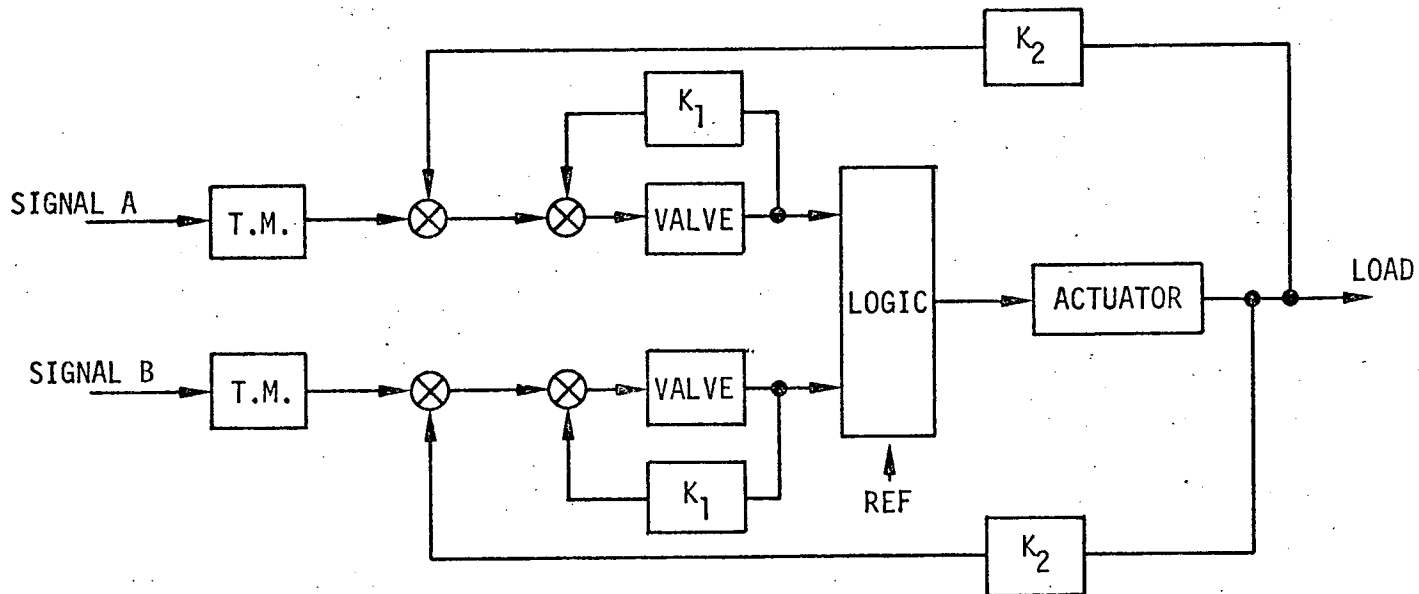 K2
K1
SIGNAL A
T.M.
VALVE
LOGIC
ACTUATOR
LOAD
SIGNAL B
T.M.
VALVE
K1
REF
K2